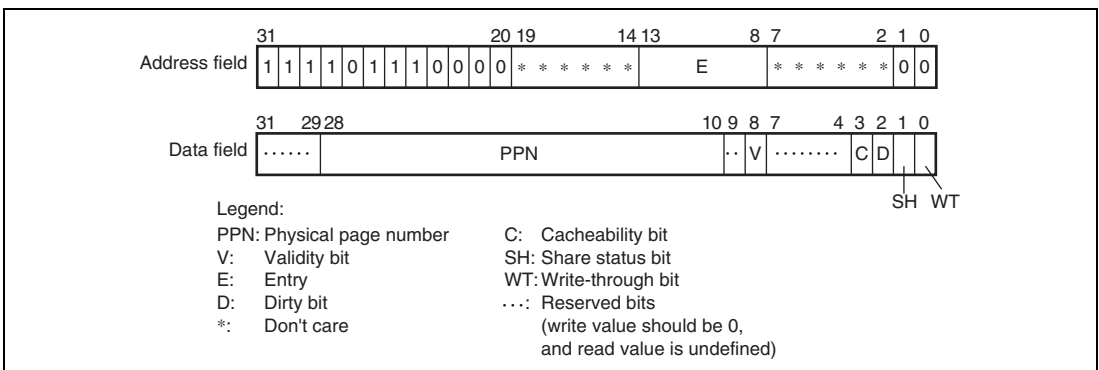 31 20 19 14 13 8 7 2 1 0
Address field 1 1 1 1 0 1 1 1 0 0 0 0 * * * * * * E * * * * * * 0 0
31 29 28 10 9 8 7 4 3 2 1 0
Data field ······ PPN ·· V ········ C D
SH WT
Legend:
PPN: Physical page number C: Cacheability bit
V: Validity bit SH: Share status bit
E: Entry WT: Write-through bit
D: Dirty bit ···: Reserved bits
*: Don't care (write value should be 0,
and read value is undefined)